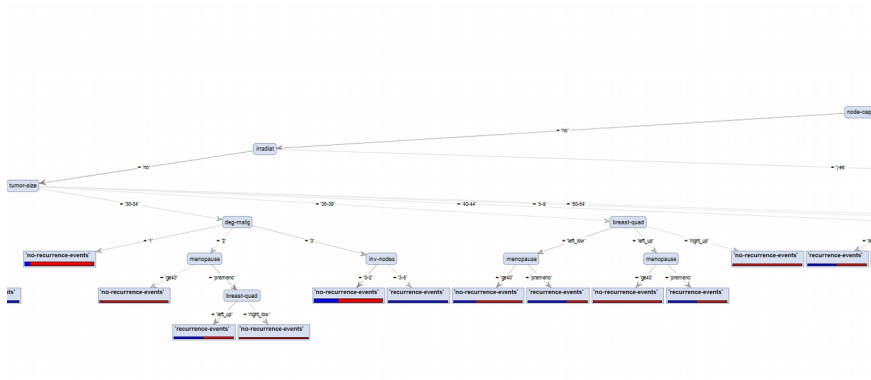 node-cap
= 'no'
irradiat
= 'no'
= 'yes'
tumor-size
= '30-34'
= '35-39'
= '40-44'
= '5-9'
= '50-54'
deg-malig
breast-quad
= '1'
= '2'
= '3'
= 'left_low'
= 'left_up'
= 'right_up'
'no-recurrence-events'
menopause
inv-nodes
menopause
menopause
'no-recurrence-events'
'recurrence-events'
= 'ge40'
= 'premeno'
= '0-2'
= '3-5'
= 'ge40'
= 'premeno'
= 'ge40'
= 'premeno'
'no-recurrence-events'
breast-quad
'no-recurrence-events'
'recurrence-events'
'no-recurrence-events'
'recurrence-events'
'no-recurrence-events'
'recurrence-events'
= 'left_up'
= 'right_low'
'recurrence-events'
'no-recurrence-events'